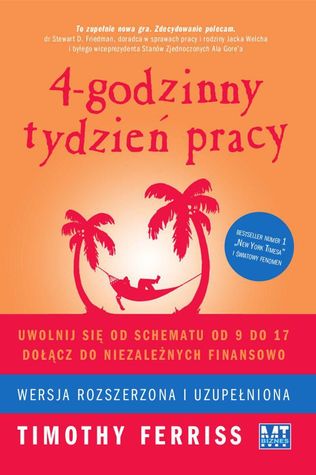 To zupełnie nowa gra. Zdecydowanie polecam.
dr Stewart D. Friedman, doradca w sprawach pracy i rodziny Jacka Welcha
i byłego wiceprezydenta Stanów Zjednoczonych Ala Gore'a
4-godzinny
tydzień pracy
BESTSELLER NUMER 1
„NEW YORK TIMESA"
I ŚWIATOWY FENOMEN
UWOLNIJ SIĘ OD SCHEMATU OD 9 DO 17
DOŁĄCZ DO NIEZALEŻNYCH FINANSOWO
WERSJA ROZSZERZONA I UZUPEŁNIONA
TIMOTHY FERRISS
MT
BIZNES